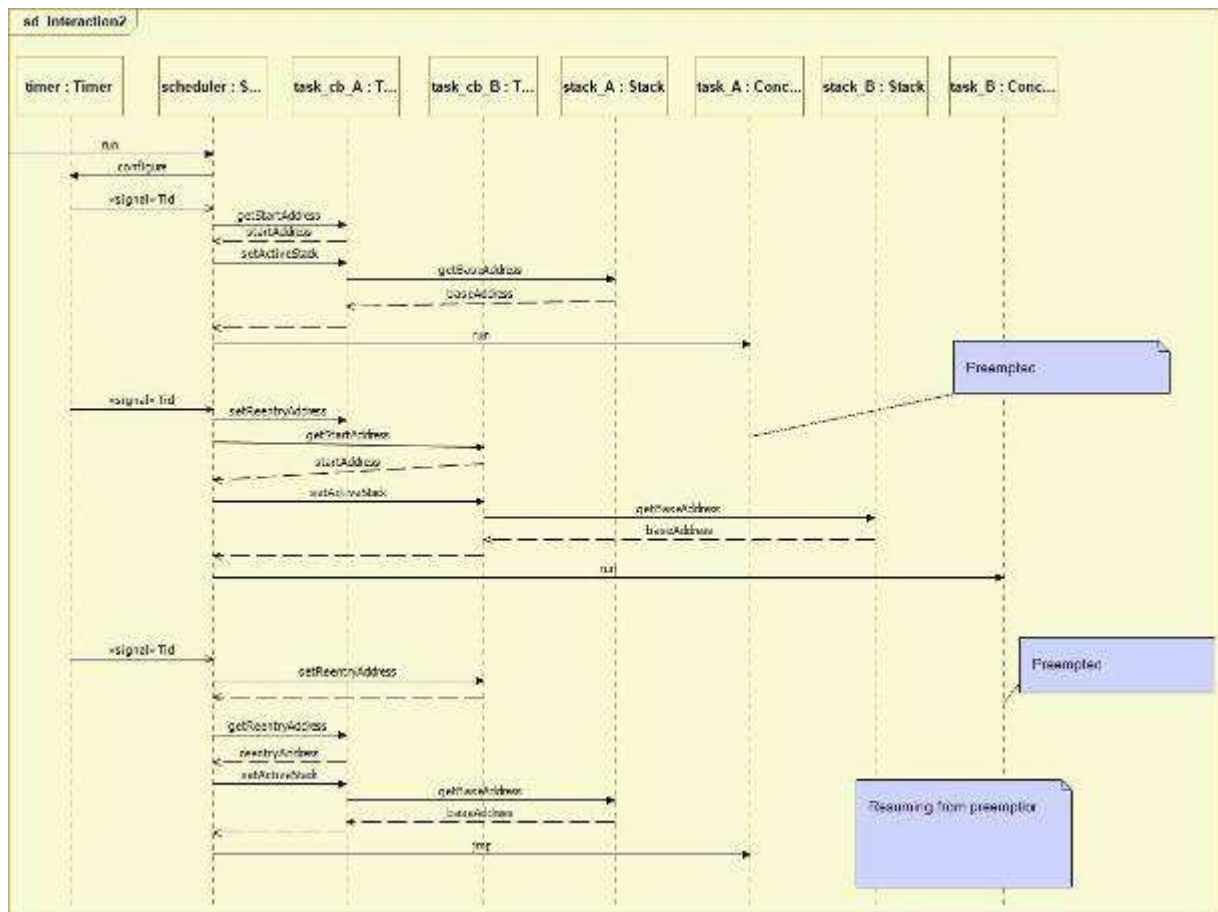 sd Interaction2
timer : Timer
scheduler : S...
task_cb_A : T...
task_cb_B : T...
stack_A : Stack
task_A : Conc...
stack_B : Stack
task_B : Conc...
run
configure
«signal» Tid
getStartAddress
startAddress
setActiveStack
getBaseAddress
baseAddress
run
Preempted
«signal» Tid
setReentryAddress
getStartAddress
startAddress
setActiveStack
getBaseAddress
baseAddress
run
«signal» Tid
Preempted
setReentryAddress
getReentryAddress
reentryAddress
setActiveStack
getBaseAddress
baseAddress
Resuming from preemption
jmp